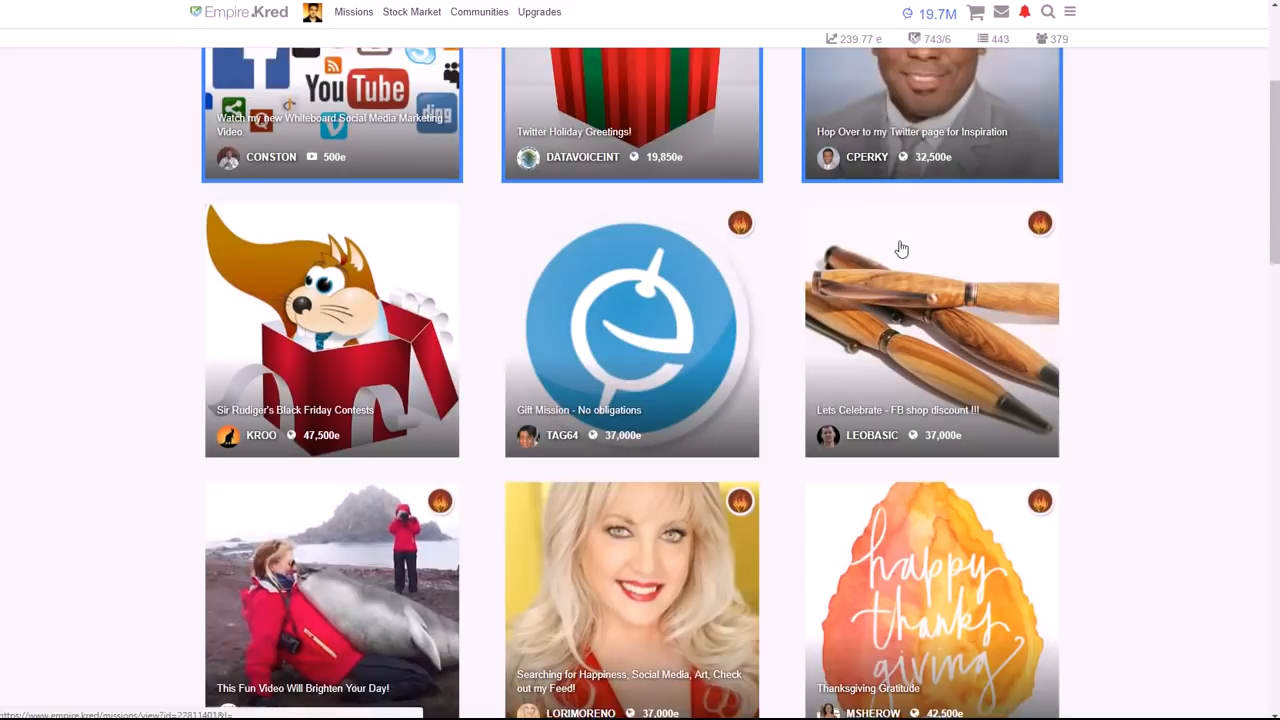 Empire.Kred Missions Stock Market Communities Upgrades 19.7M
239.77 e 743/6 443 379
You Tube
digg
Watch my new Whiteboard Social Media Marketing
Video.
CONSTON 500e
Twitter Holiday Greetings!
DATAVOICEINT 19,850e
Hop Over to my Twitter page for Inspiration
CPERKY 32,500e
Sir Rudiger's Black Friday Contests
KROO 47,500e
Gift Mission - No obligations
TAG64 37,000e
Lets Celebrate - FB shop discount !!!
LEOBASIC 37,000e
This Fun Video Will Brighten Your Day!
Searching for Happiness, Social Media, Art, Check
out my Feed!
LORIMORENO 37,000e
happy
thanks
giving
Thanksgiving Gratitude
MSHEROW 42,500e